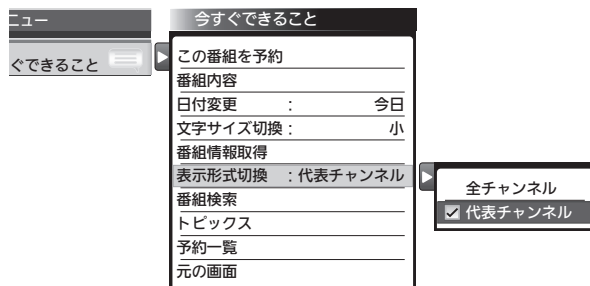 ニュー
ぐできること
今すぐできること
この番組を予約
番組内容
日付変更 : 今日
文字サイズ切換 : 小
番組情報取得
表示形式切換 : 代表チャンネル
番組検索
トピックス
予約一覧
元の画面
全チャンネル
代表チャンネル